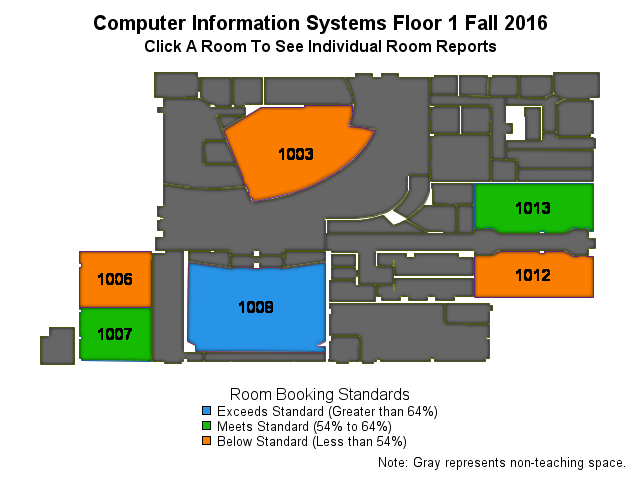 Computer Information Systems Floor 1 Fall 2016
Click A Room To See Individual Room Reports
1003
1013
1006
1012
1008
1007
Room Booking Standards
Exceeds Standard (Greater than 64%)
Meets Standard (54% to 64%)
Below Standard (Less than 54%)
Note: Gray represents non-teaching space.